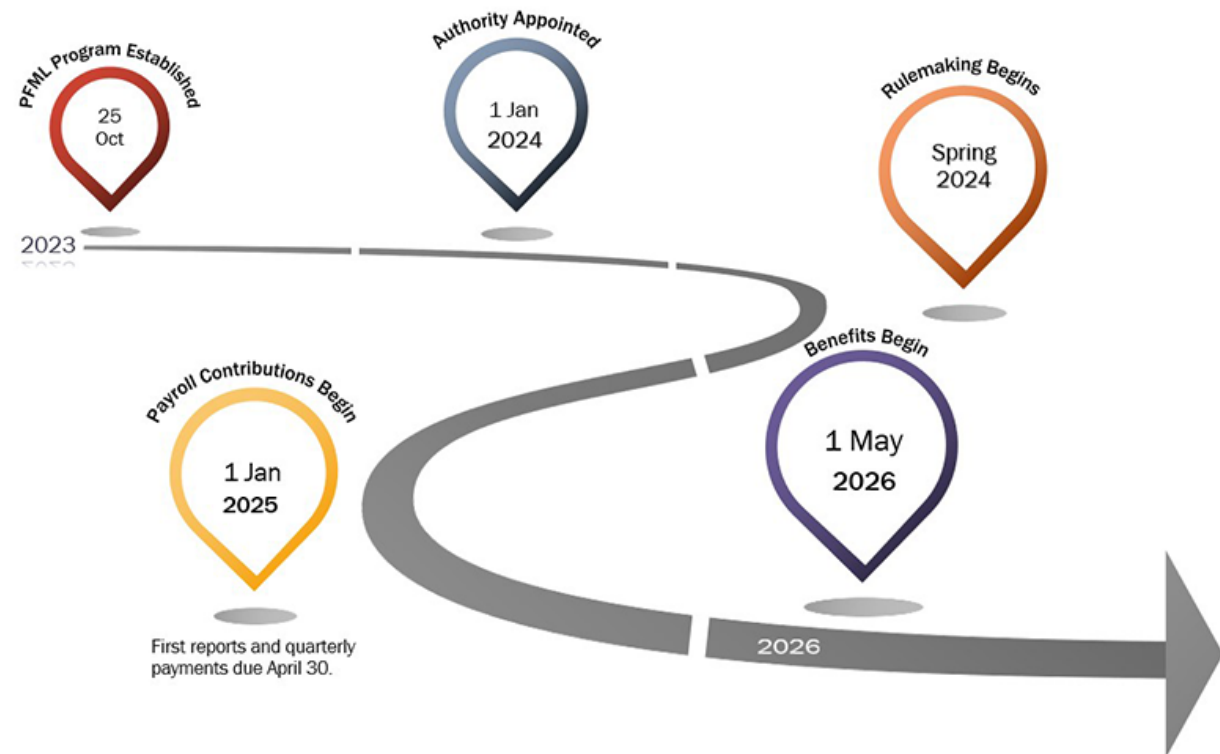 PFML Program Established
25
Oct
Authority Appointed
1 Jan
2024
Rulemaking Begins
Spring
2024
2023
Benefits Begin
1 May
2026
Payroll Contributions Begin
1 Jan
2025
First reports and quarterly
payments due April 30.
2026